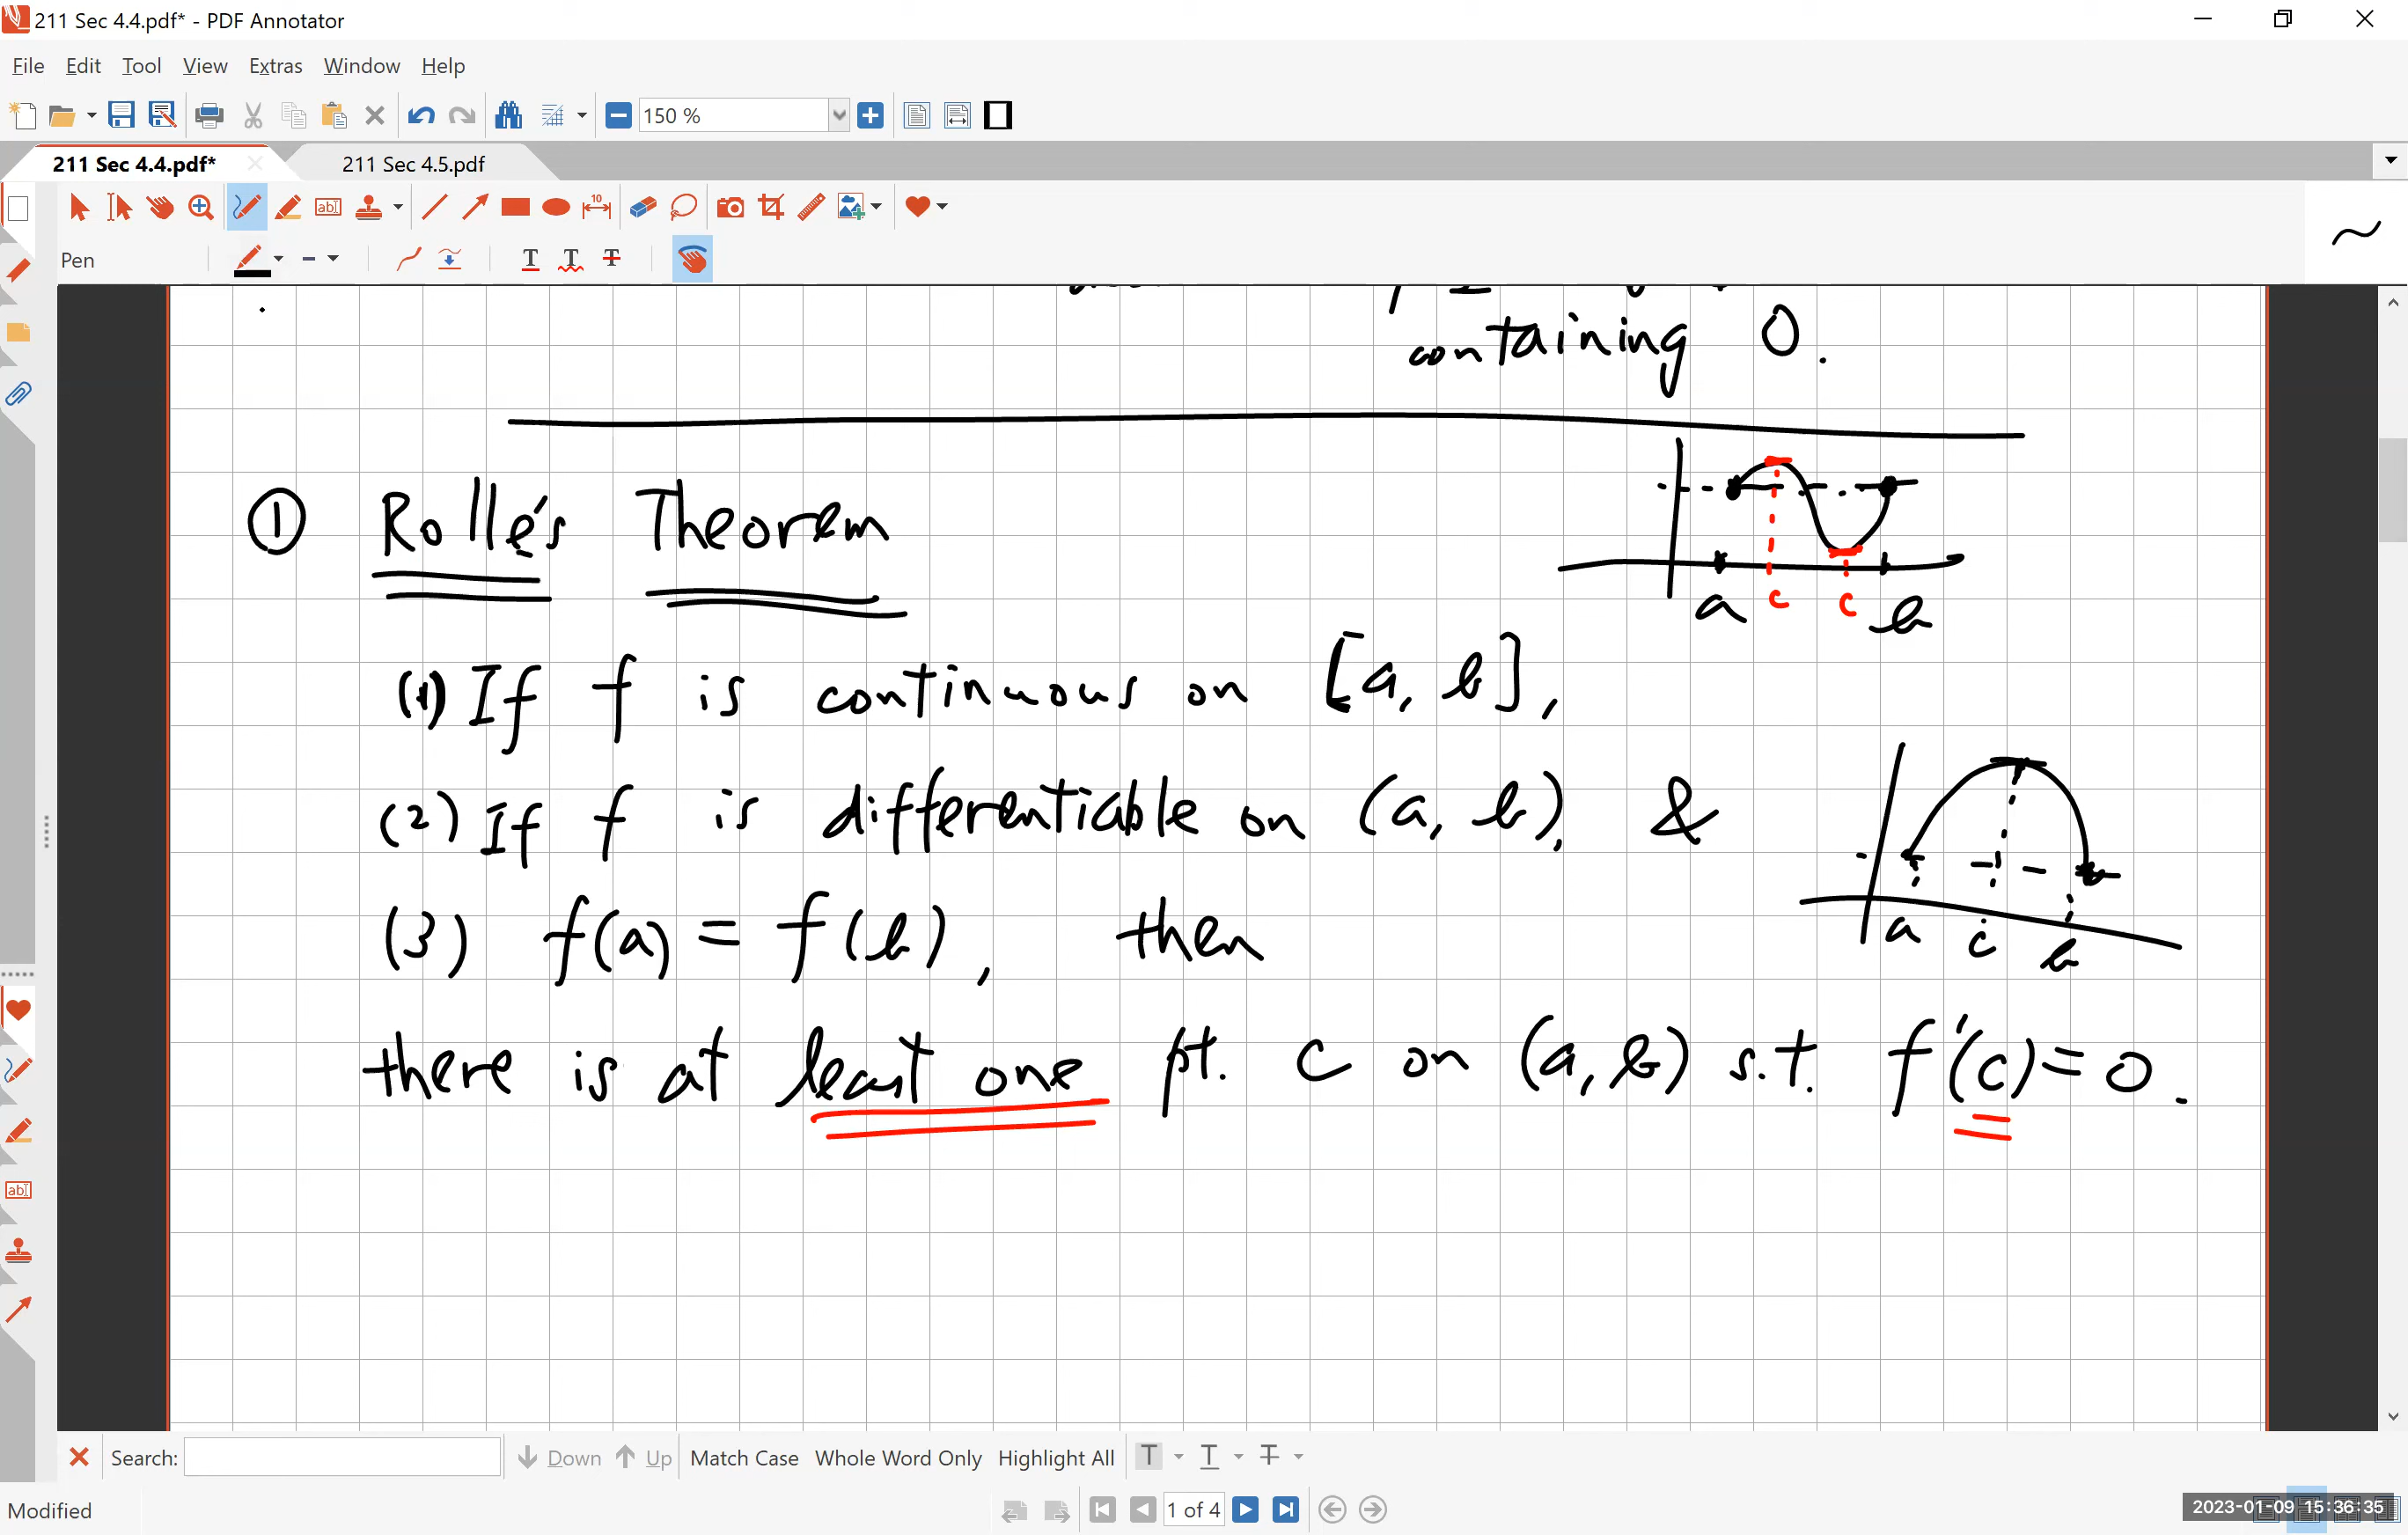 211 Sec 4.4.pdf* - PDF Annotator
File Edit Tool View Extras Window Help
150 %
211 Sec 4.4.pdf* 211 Sec 4.5.pdf
Pen
containing 0.
① Rolle's Theorem
a c c b
(1) If f is continuous on [a, b],
(2) If f is differentiable on (a, b), &
(3) f(a) = f(b), then
a c b
there is at least one pt. c on (a, b) s.t. f'(c) = 0.
Search: Down Up Match Case Whole Word Only Highlight All
Modified 1 of 4 2023-01-09 15:36:35